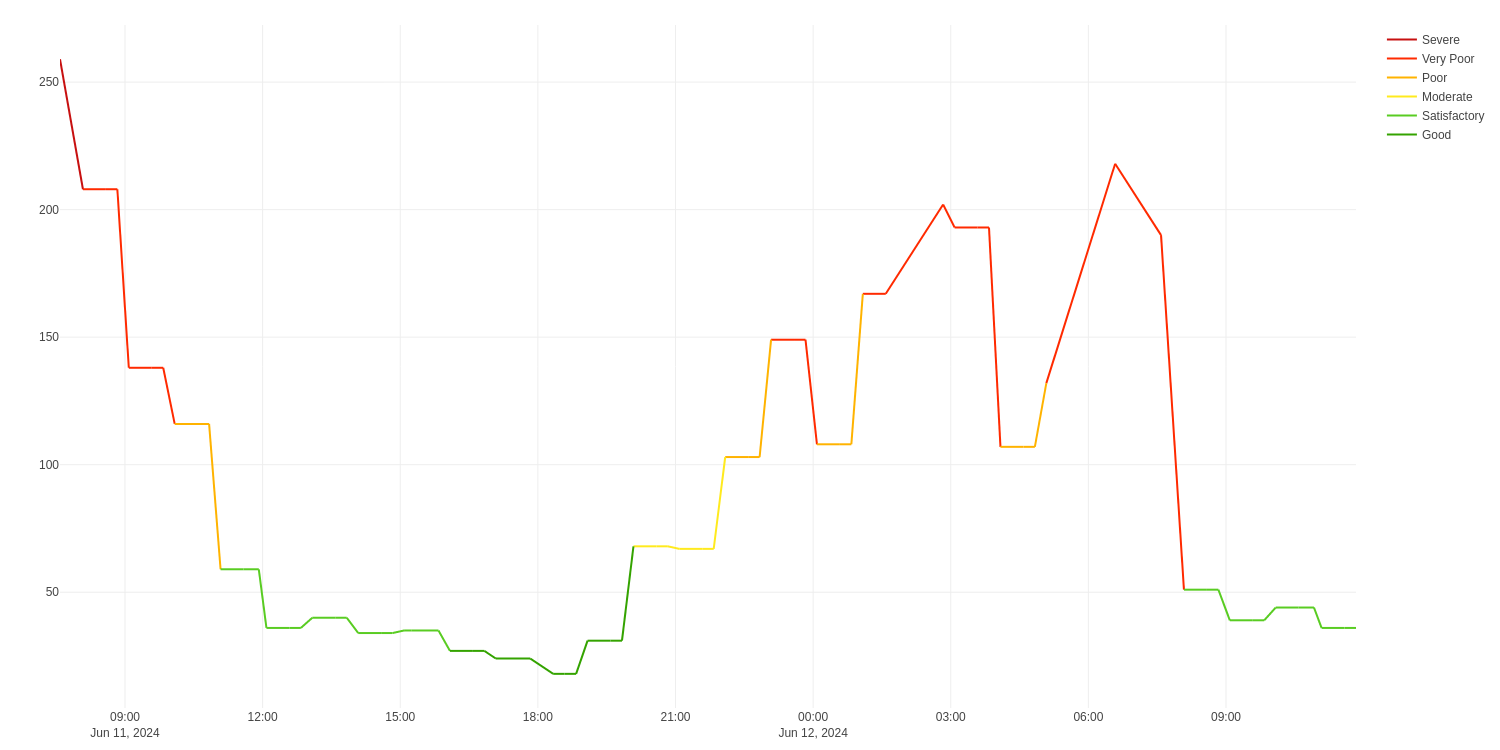 250
200
150
100
50
09:00
12:00
15:00
18:00
21:00
00:00
03:00
06:00
09:00
Jun 11, 2024
Jun 12, 2024
Severe
Very Poor
Poor
Moderate
Satisfactory
Good